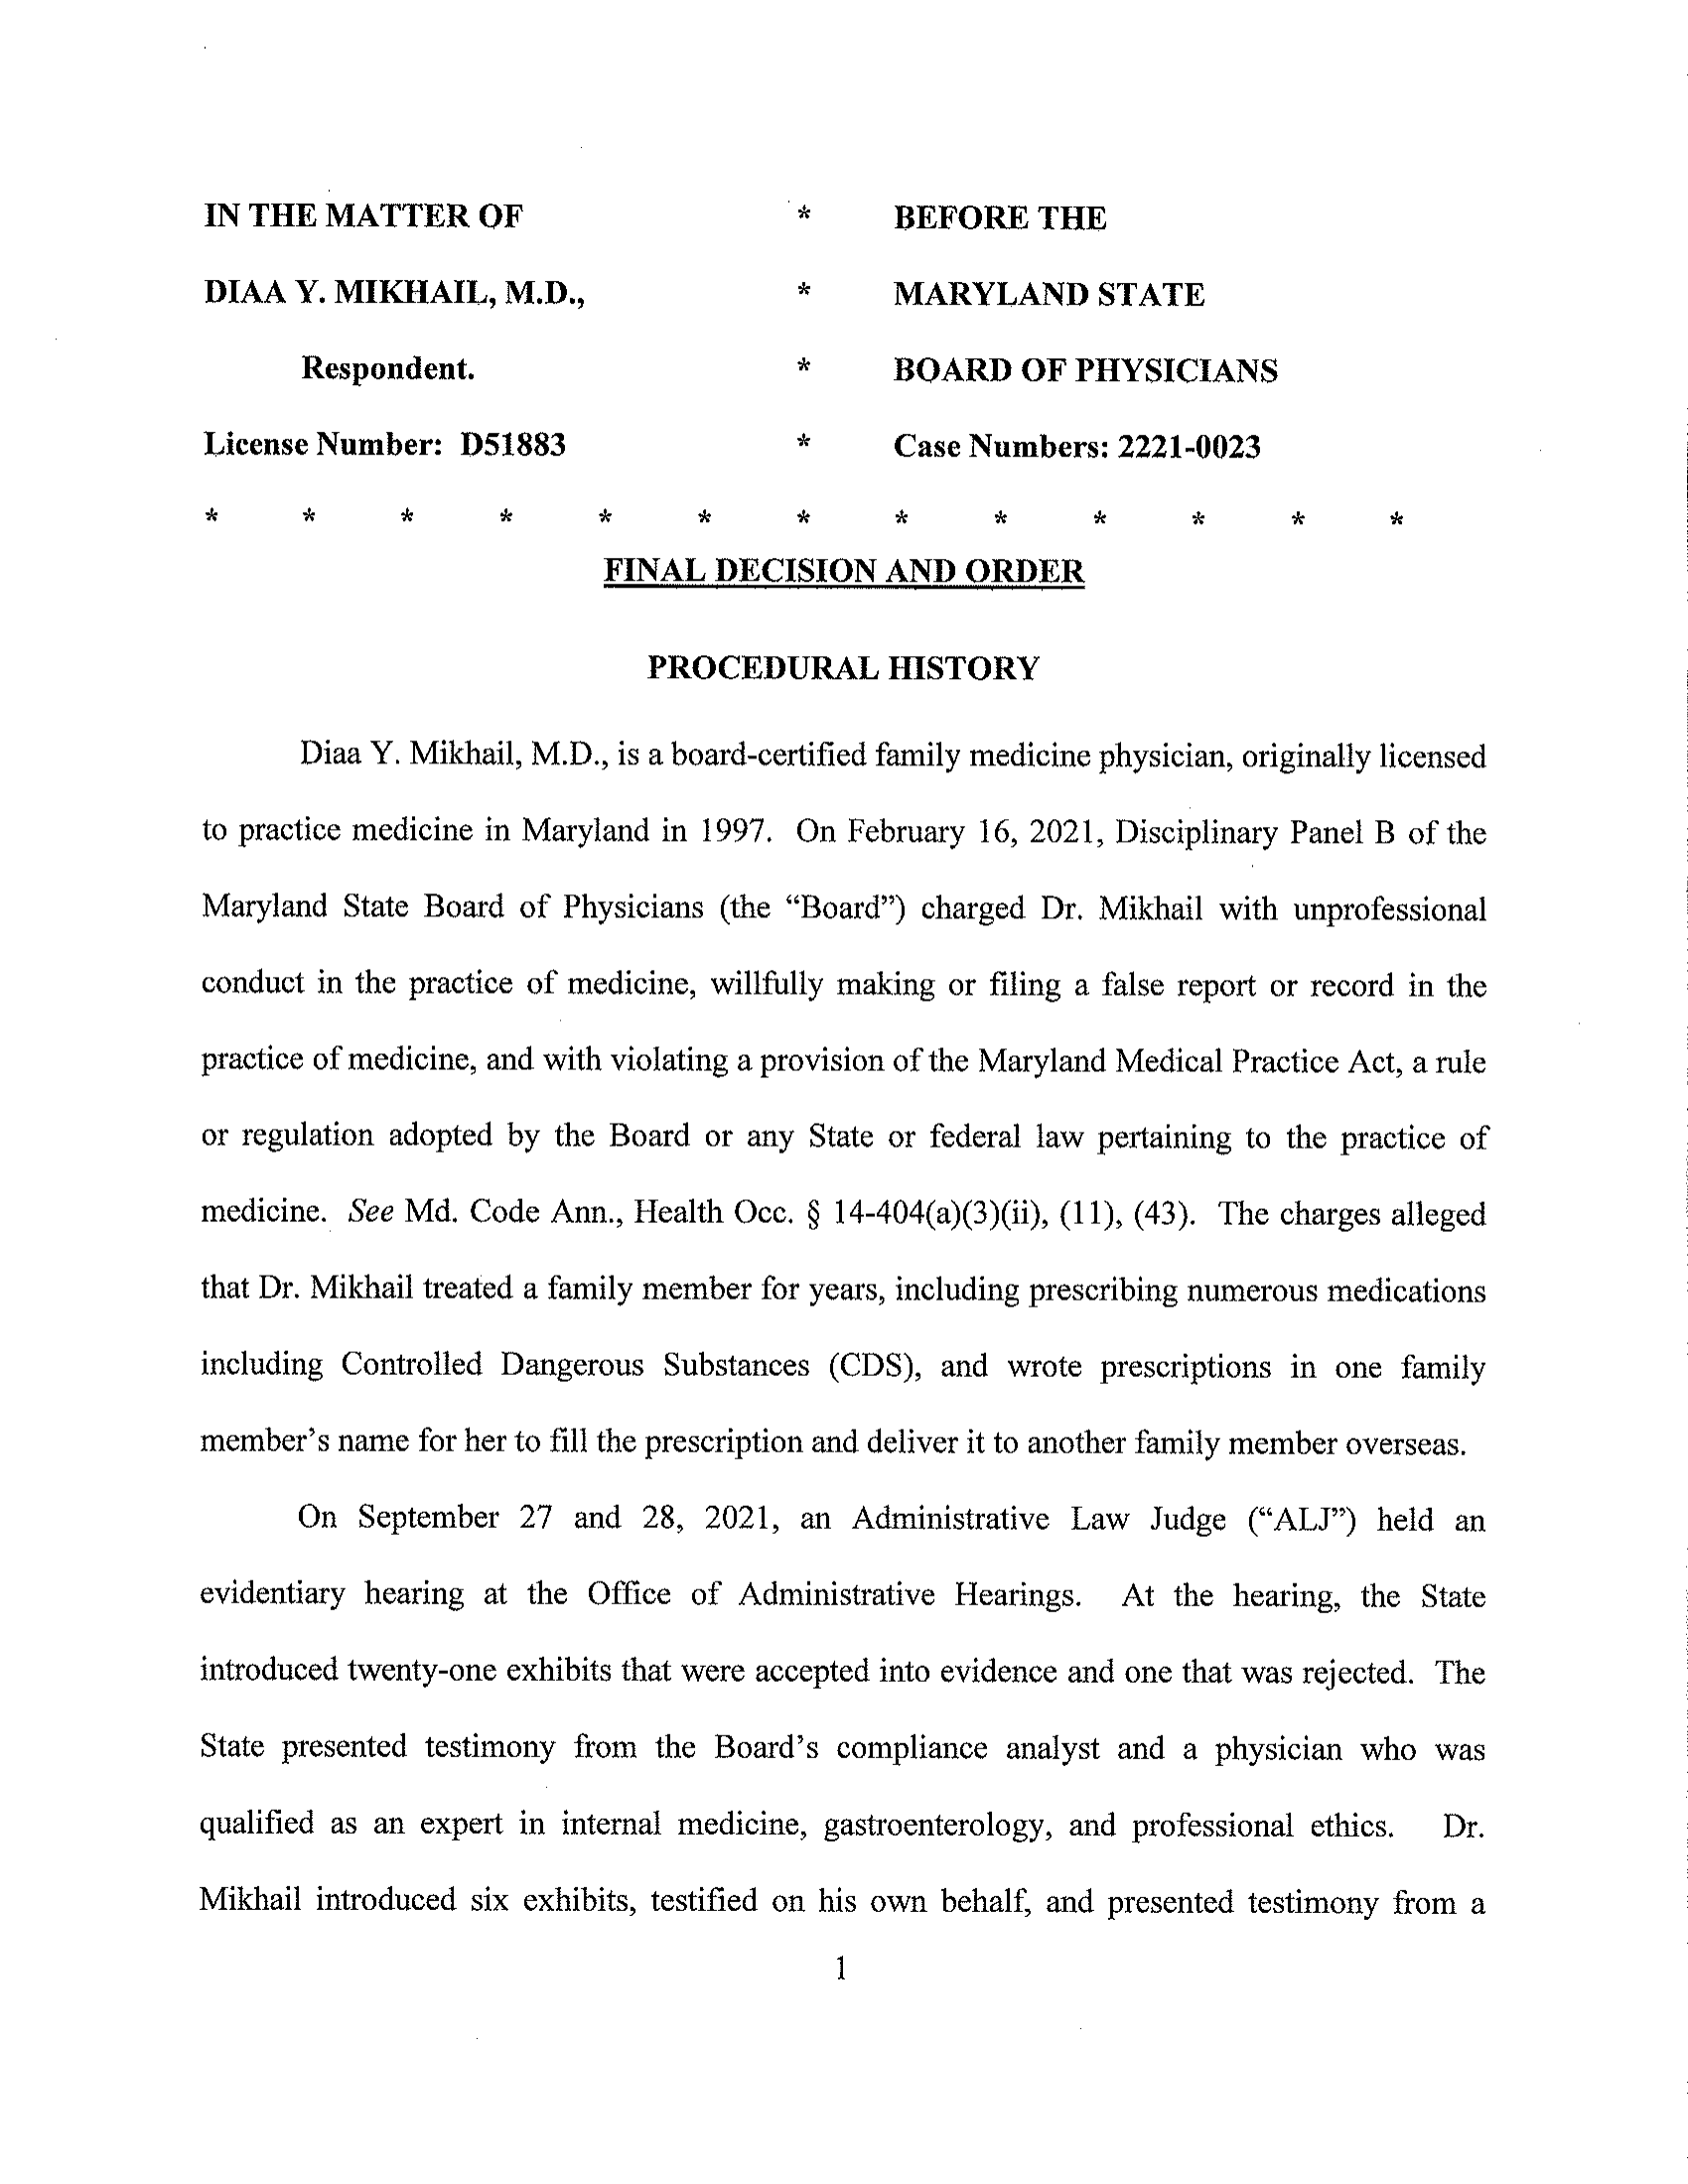 IN THE MATTER OF * BEFORE THE
DIAA Y. MIKHAIL, M.D., * MARYLAND STATE
Respondent. * BOARD OF PHYSICIANS
License Number: D51883 * Case Numbers: 2221-0023
* * * * * * * * * * * * *
FINAL DECISION AND ORDER
PROCEDURAL HISTORY
Diaa Y. Mikhail, M.D., is a board-certified family medicine physician, originally licensed
to practice medicine in Maryland in 1997. On February 16, 2021, Disciplinary Panel B of the
Maryland State Board of Physicians (the “Board”) charged Dr. Mikhail with unprofessional
conduct in the practice of medicine, willfully making or filing a false report or record in the
practice of medicine, and with violating a provision of the Maryland Medical Practice Act, a rule
or regulation adopted by the Board or any State or federal law pertaining to the practice of
medicine. See Md. Code Ann., Health Occ. § 14-404(a)(3)(ii), (11), (43). The charges alleged
that Dr. Mikhail treated a family member for years, including prescribing numerous medications
including Controlled Dangerous Substances (CDS), and wrote prescriptions in one family
member’s name for her to fill the prescription and deliver it to another family member overseas.
On September 27 and 28, 2021, an Administrative Law Judge (“ALJ”) held an
evidentiary hearing at the Office of Administrative Hearings. At the hearing, the State
introduced twenty-one exhibits that were accepted into evidence and one that was rejected. The
State presented testimony from the Board’s compliance analyst and a physician who was
qualified as an expert in internal medicine, gastroenterology, and professional ethics. Dr.
Mikhail introduced six exhibits, testified on his own behalf, and presented testimony from a
1